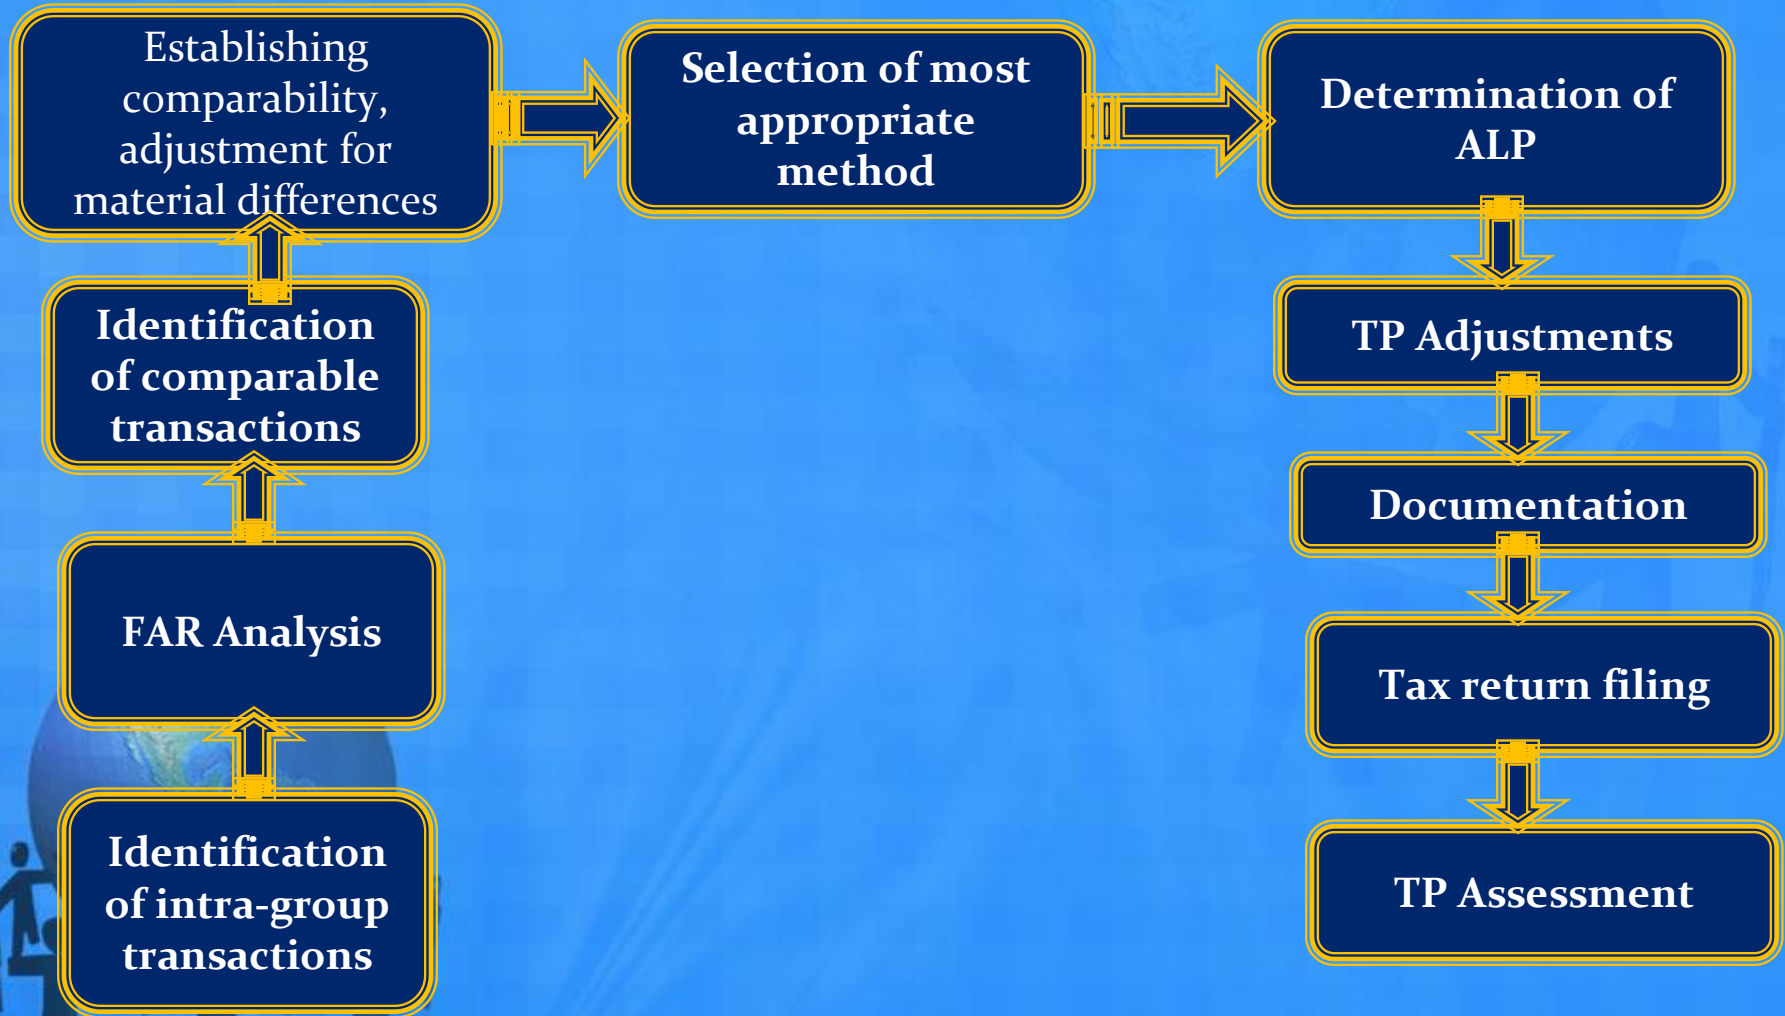 Establishing
comparability,
adjustment for
material differences
Selection of most
appropriate
method
Determination of
ALP
Identification
of comparable
transactions
TP Adjustments
Documentation
FAR Analysis
Tax return filing
Identification
of intra-group
transactions
TP Assessment